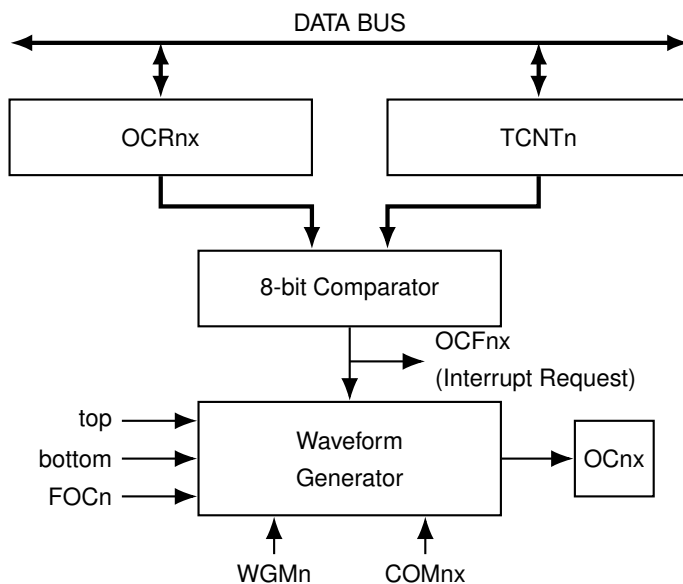 DATA BUS
OCRnx
TCNTn
8-bit Comparator
OCFnx
(Interrupt Request)
top
bottom
FOCn
Waveform
Generator
OCnx
WGMn
COMnx